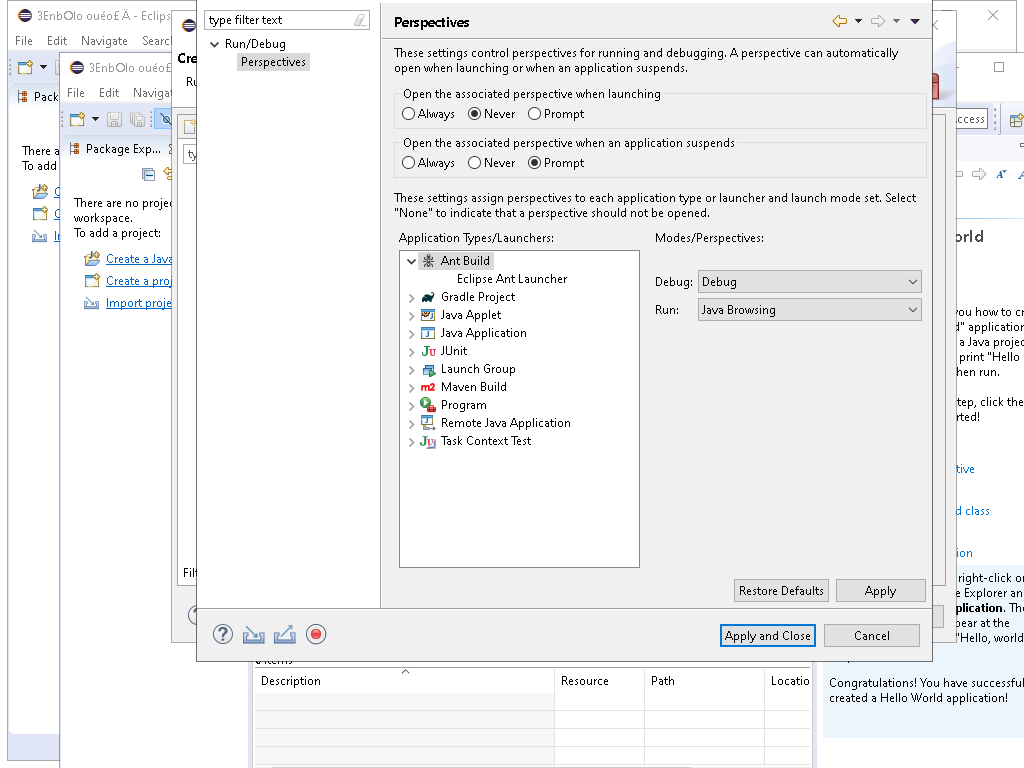 3EnbOlo ouéo£Ä - Eclips
File Edit Navigate Searc
3EnbOlo ouéo£Ä
File Edit Naviga
Pack
Package Exp...
There a
To add
There are no proje
workspace.
To add a project:
Create a Java
Create a proj
Import proje
Cre
Ru
ty
Filt
type filter text
Run/Debug
Perspectives
Perspectives
These settings control perspectives for running and debugging. A perspective can automatically
open when launching or when an application suspends.
Open the associated perspective when launching
Always Never Prompt
Open the associated perspective when an application suspends
Always Never Prompt
These settings assign perspectives to each application type or launcher and launch mode set. Select
"None" to indicate that a perspective should not be opened.
Application Types/Launchers:
Modes/Perspectives:
Ant Build
Eclipse Ant Launcher
Gradle Project
Java Applet
Java Application
JUnit
Launch Group
Maven Build
Program
Remote Java Application
Task Context Test
Debug: Debug
Run: Java Browsing
Restore Defaults
Apply
Apply and Close
Cancel
ccess
orld
you how to cr
d" application
a Java projec
print "Hello
hen run.
tep, click the
rted!
tive
d class
ion
right-click on
e Explorer an
plication. The
pear at the
"Hello, world
Congratulations! You have successful
created a Hello World application!
Description Resource Path Locatio